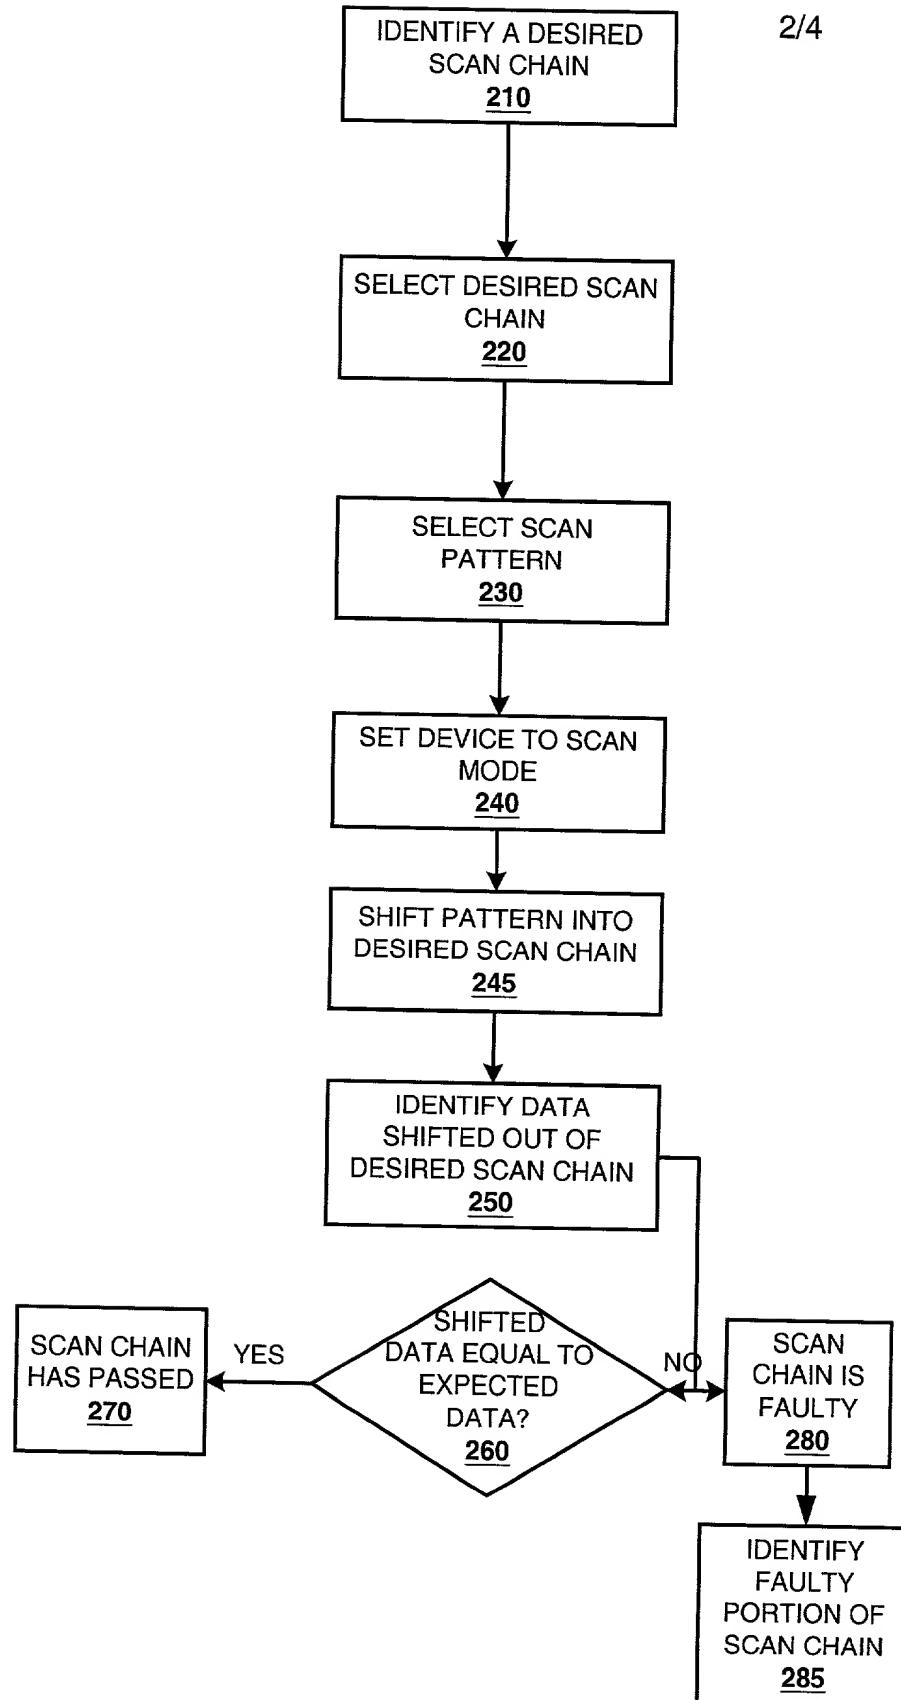 2/4
IDENTIFY A DESIRED
SCAN CHAIN
210
SELECT DESIRED SCAN
CHAIN
220
SELECT SCAN
PATTERN
230
SET DEVICE TO SCAN
MODE
240
SHIFT PATTERN INTO
DESIRED SCAN CHAIN
245
IDENTIFY DATA
SHIFTED OUT OF
DESIRED SCAN CHAIN
250
SHIFTED
DATA EQUAL TO
EXPECTED
DATA?
260
YES
SCAN CHAIN
HAS PASSED
270
NO
SCAN
CHAIN IS
FAULTY
280
IDENTIFY
FAULTY
PORTION OF
SCAN CHAIN
285